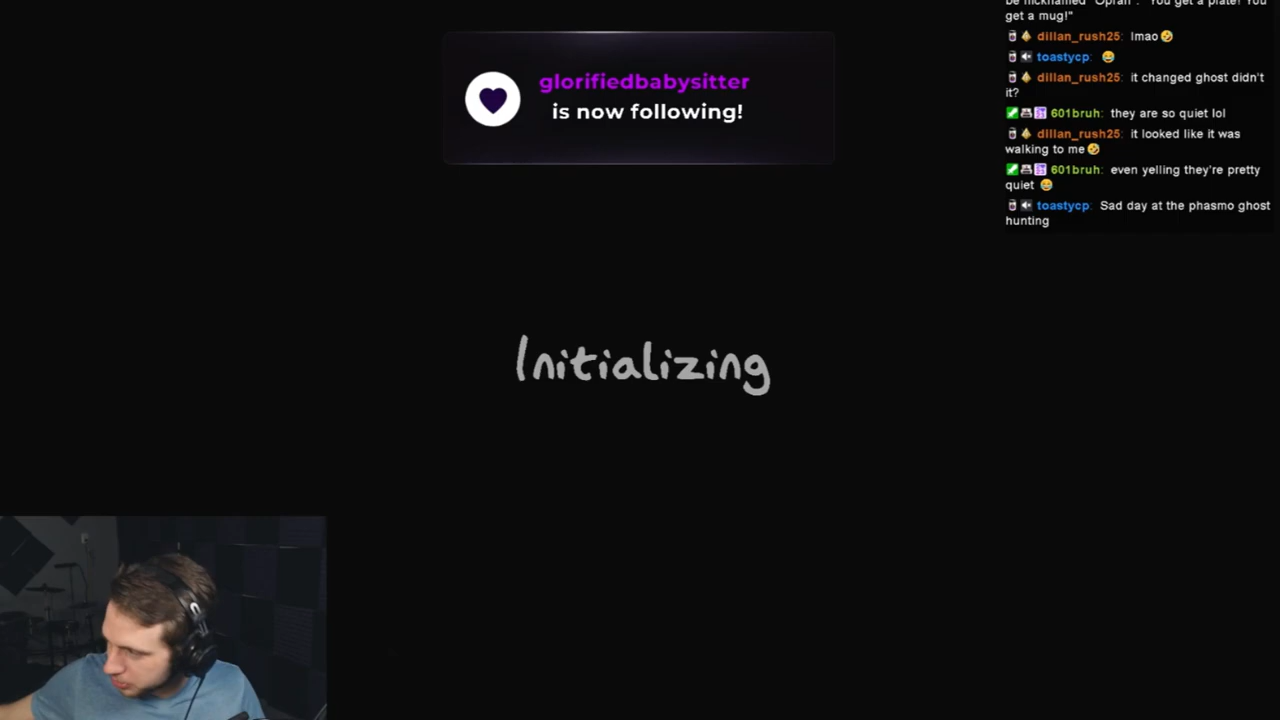 get a mug!"
dillan_rush25: lmao🤣
toastycp: 😂
dillan_rush25: it changed ghost didn't
it?
601bruh: they are so quiet lol
dillan_rush25: it looked like it was
walking to me🤣
601bruh: even yelling they're pretty
quiet 😂
toastycp: Sad day at the phasmo ghost
hunting
glorifiedbabysitter
is now following!
Initializing